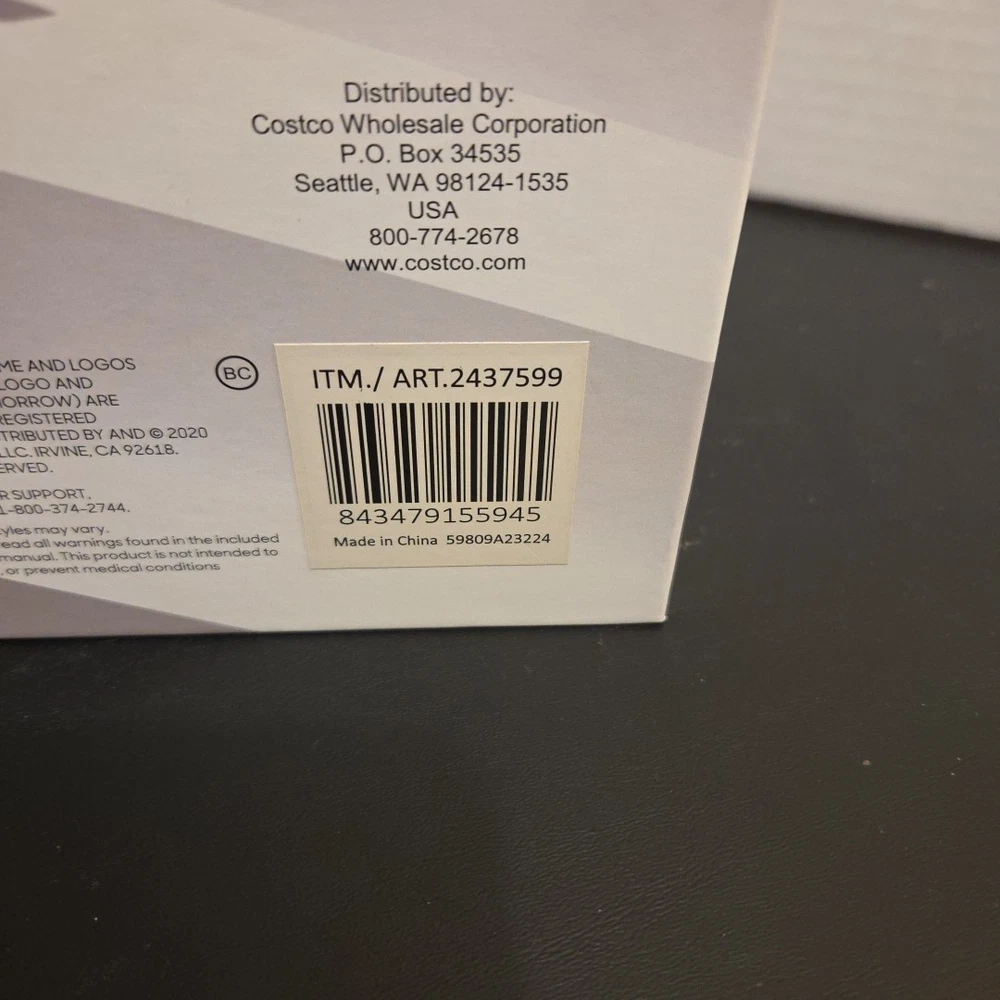 Distributed by:
Costco Wholesale Corporation
P.O. Box 34535
Seattle, WA 98124-1535
USA
800-774-2678
www.costco.com
ME AND LOGOS
LOGO AND
ORROW) ARE
REGISTERED
TRIBUTED BY AND © 2020
LLC. IRVINE, CA 92618.
ERVED.
R SUPPORT,
1-800-374-2744.
yles may vary.
ead all warnings found in the included
manual. This product is not intended to
, or prevent medical conditions
BC
ITM./ ART.2437599
843479155945
Made in China 59809A23224